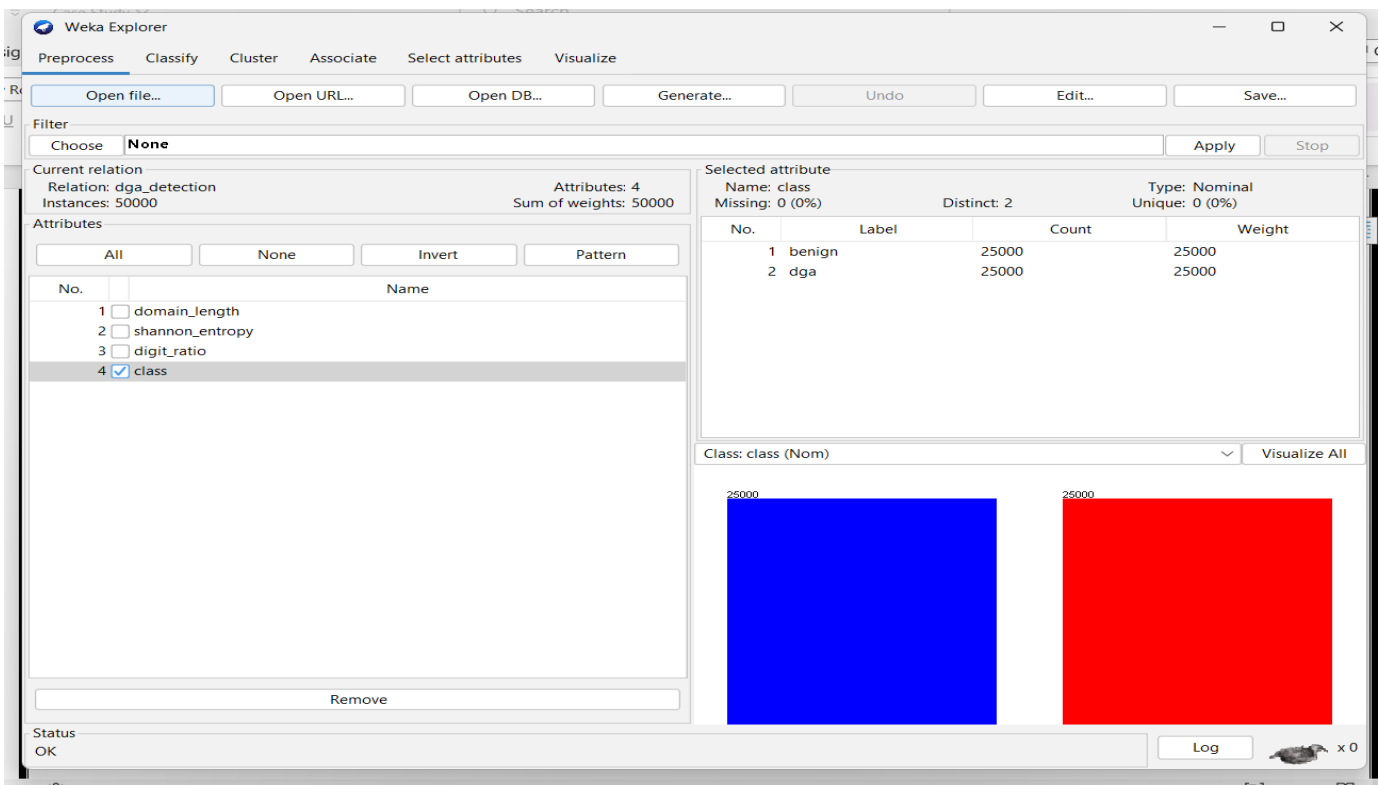 Case Study
Search
Weka Explorer
sig
Preprocess Classify Cluster Associate Select attributes Visualize
Open file... Open URL... Open DB... Generate... Undo Edit... Save...
U
Filter
Choose None Apply Stop
Current relation
Relation: dga_detection Attributes: 4
Instances: 50000 Sum of weights: 50000
Selected attribute
Name: class Type: Nominal
Missing: 0 (0%) Distinct: 2 Unique: 0 (0%)
Attributes
All None Invert Pattern
No. Name
1 domain_length
2 shannon_entropy
3 digit_ratio
4 class
Remove
No. Label Count Weight
1 benign 25000 25000
2 dga 25000 25000
Class: class (Nom) Visualize All
25000 25000
Status
OK
Log x 0